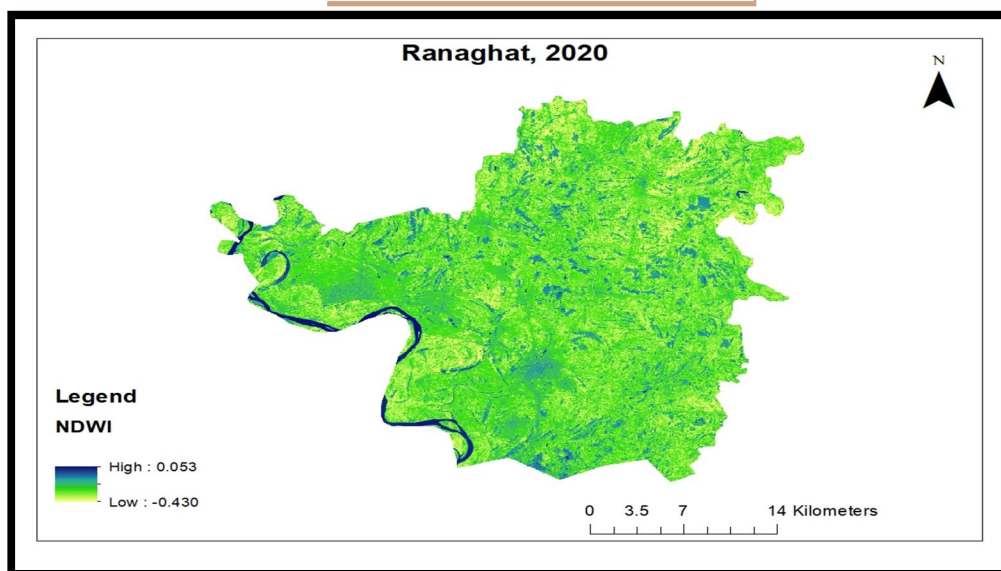 Ranaghat, 2020
N
Legend
NDWI
High : 0.053
Low : -0.430
0 3.5 7 14 Kilometers